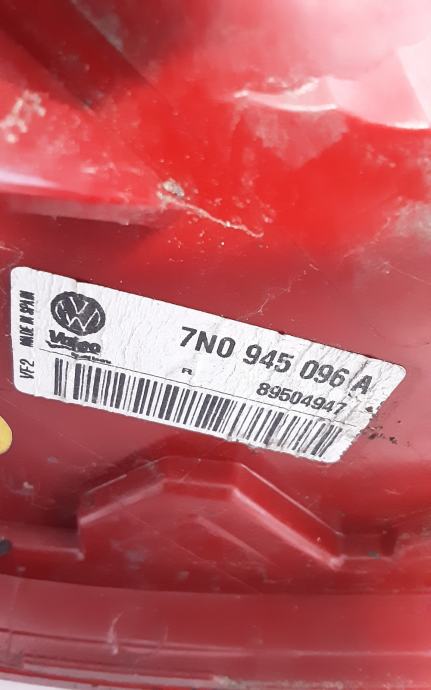 MADE IN SPAIN
VF2
Valeo
7N0 945 096 A
R
89504947